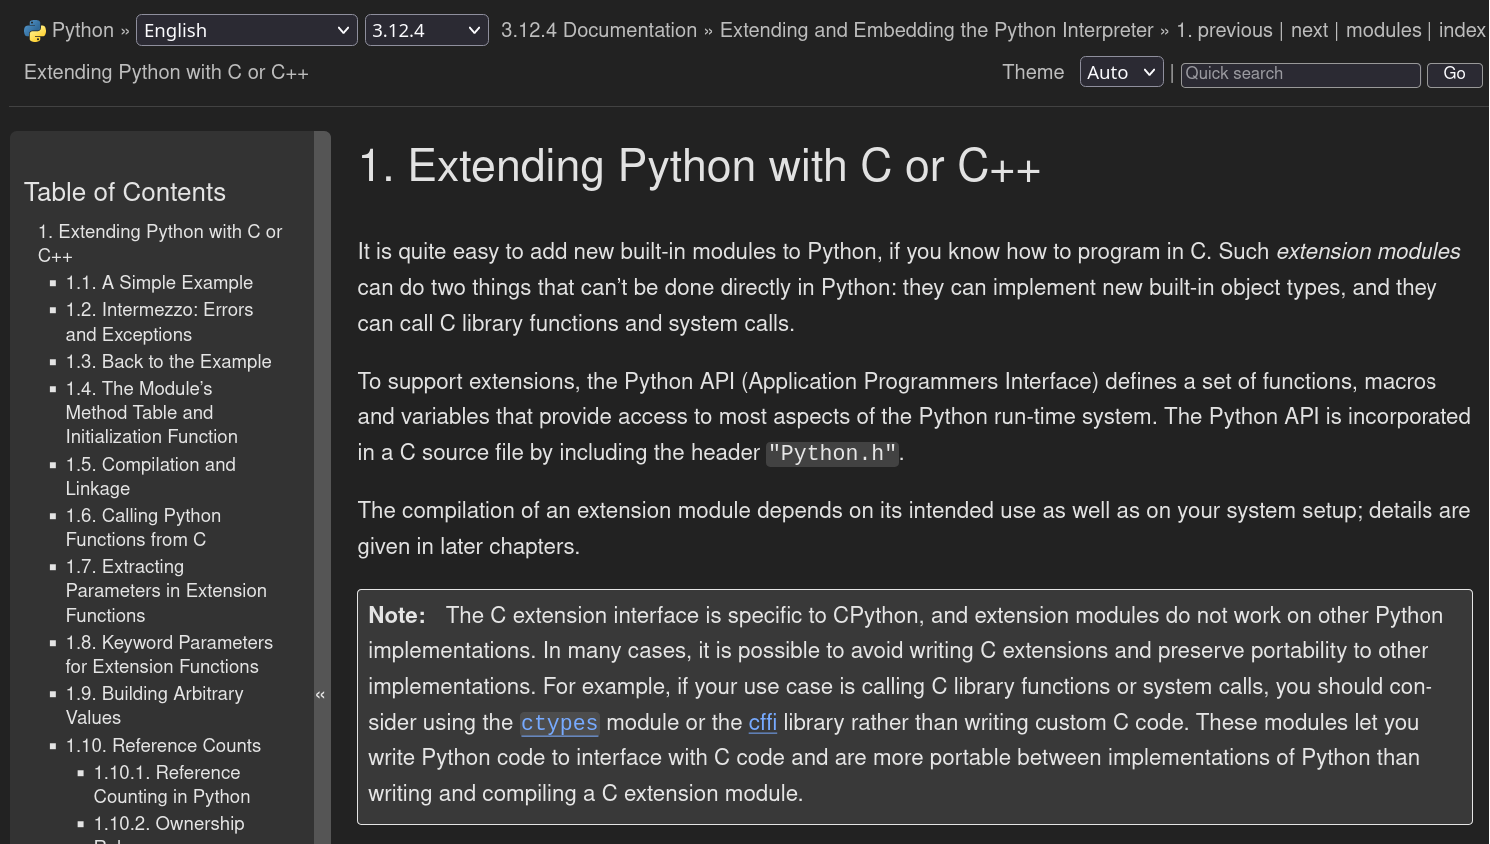 Python » English 3.12.4 3.12.4 Documentation » Extending and Embedding the Python Interpreter » 1. previous | next | modules | index
Extending Python with C or C++ Theme Auto | Quick search Go
Table of Contents
1. Extending Python with C or
C++
▪ 1.1. A Simple Example
▪ 1.2. Intermezzo: Errors
and Exceptions
▪ 1.3. Back to the Example
▪ 1.4. The Module’s
Method Table and
Initialization Function
▪ 1.5. Compilation and
Linkage
▪ 1.6. Calling Python
Functions from C
▪ 1.7. Extracting
Parameters in Extension
Functions
▪ 1.8. Keyword Parameters
for Extension Functions
▪ 1.9. Building Arbitrary
Values
▪ 1.10. Reference Counts
▪ 1.10.1. Reference
Counting in Python
▪ 1.10.2. Ownership
«
1. Extending Python with C or C++
It is quite easy to add new built-in modules to Python, if you know how to program in C. Such extension modules
can do two things that can’t be done directly in Python: they can implement new built-in object types, and they
can call C library functions and system calls.
To support extensions, the Python API (Application Programmers Interface) defines a set of functions, macros
and variables that provide access to most aspects of the Python run-time system. The Python API is incorporated
in a C source file by including the header "Python.h".
The compilation of an extension module depends on its intended use as well as on your system setup; details are
given in later chapters.
Note: The C extension interface is specific to CPython, and extension modules do not work on other Python
implementations. In many cases, it is possible to avoid writing C extensions and preserve portability to other
implementations. For example, if your use case is calling C library functions or system calls, you should con-
sider using the ctypes module or the cffi library rather than writing custom C code. These modules let you
write Python code to interface with C code and are more portable between implementations of Python than
writing and compiling a C extension module.